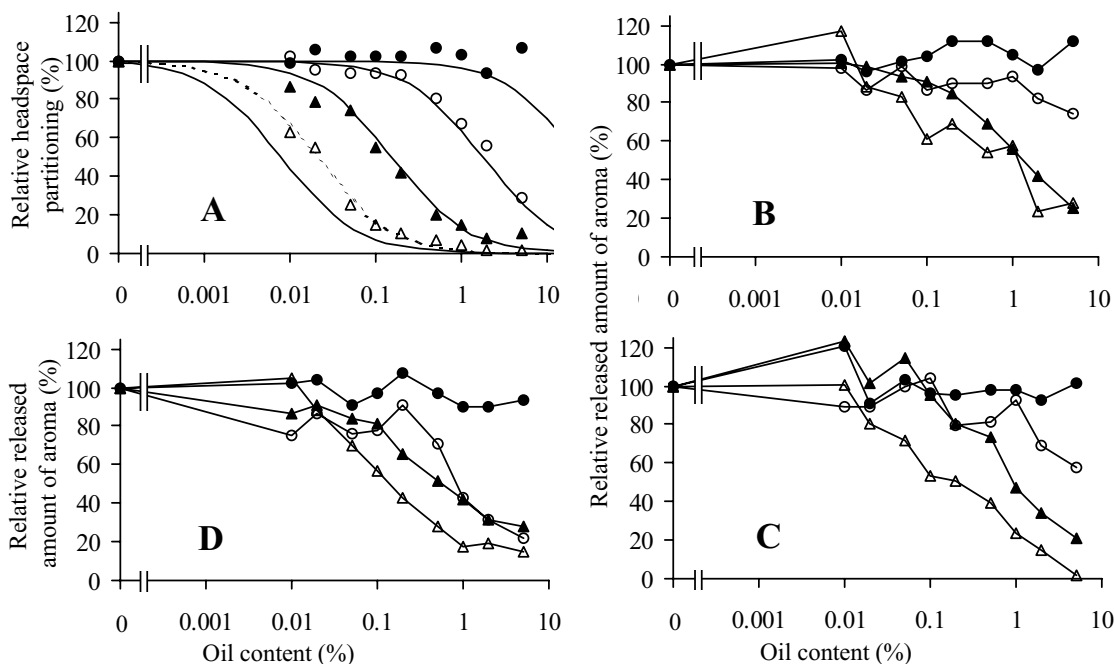 Relative headspace
partitioning (%)
120
100
80
60
40
20
0
A
0 0.001 0.01 0.1 1 10
Relative released amount of aroma (%)
120
100
80
60
40
20
0
B
0 0.001 0.01 0.1 1 10
Relative released
amount of aroma (%)
120
100
80
60
40
20
0
D
0 0.001 0.01 0.1 1 10
Oil content (%)
120
100
80
60
40
20
0
C
0 0.001 0.01 0.1 1 10
Oil content (%)